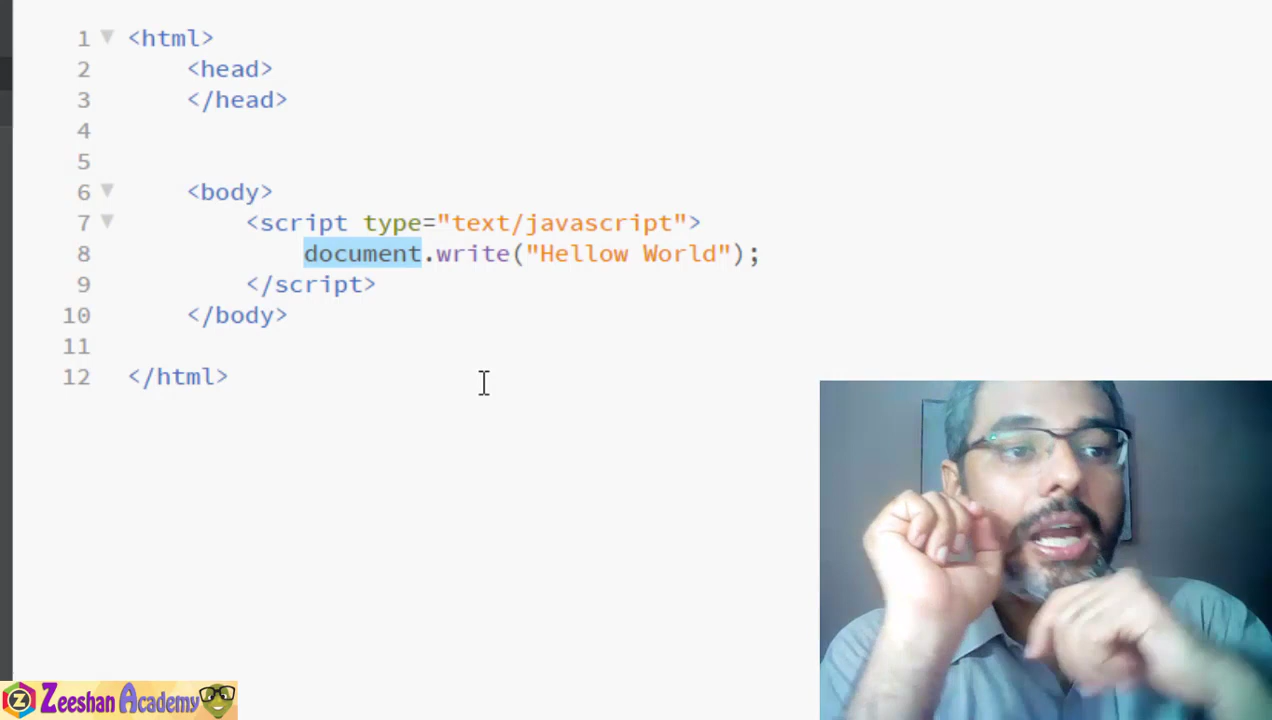 1 <html>
2 <head>
3 </head>
4
5
6 <body>
7 <script type="text/javascript">
8 document.write("Hellow World");
9 </script>
10 </body>
11
12 </html>
Z Zeeshan Academy